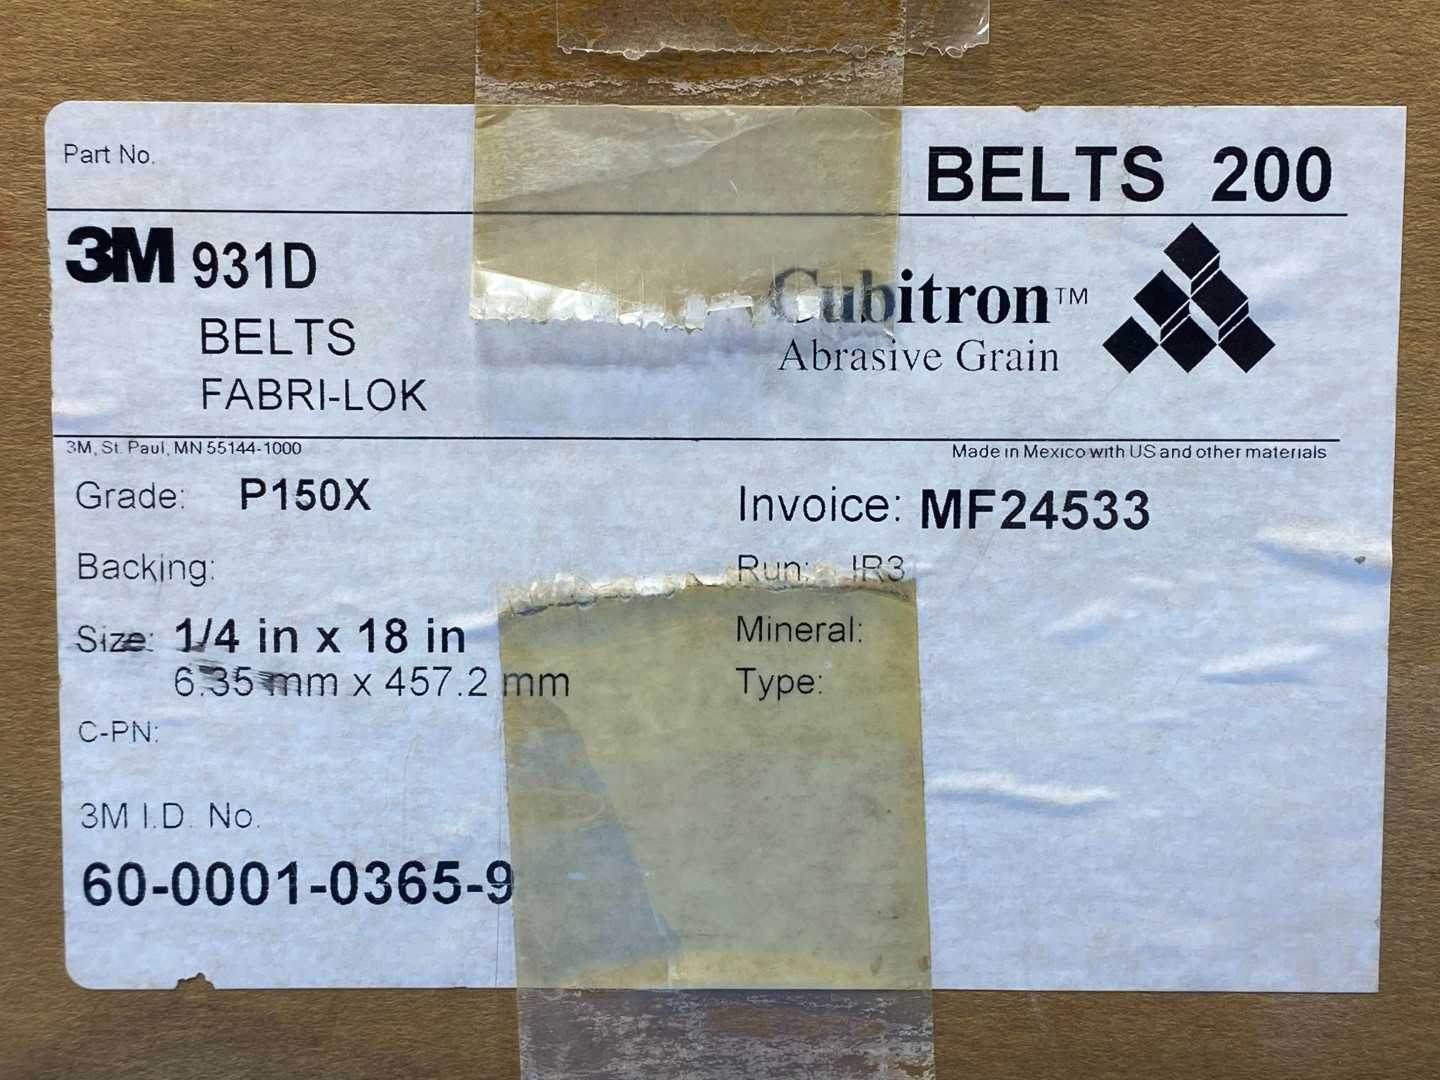 Part No.
BELTS 200
3M 931D
BELTS
FABRI-LOK
Cubitron™
Abrasive Grain
3M, St. Paul, MN 55144-1000
Made in Mexico with US and other materials
Grade: P150X
Invoice: MF24533
Backing:
Run: IR3
Size: 1/4 in x 18 in
6.35 mm x 457.2 mm
Mineral:
Type:
C-PN:
3M I.D. No.
60-0001-0365-9